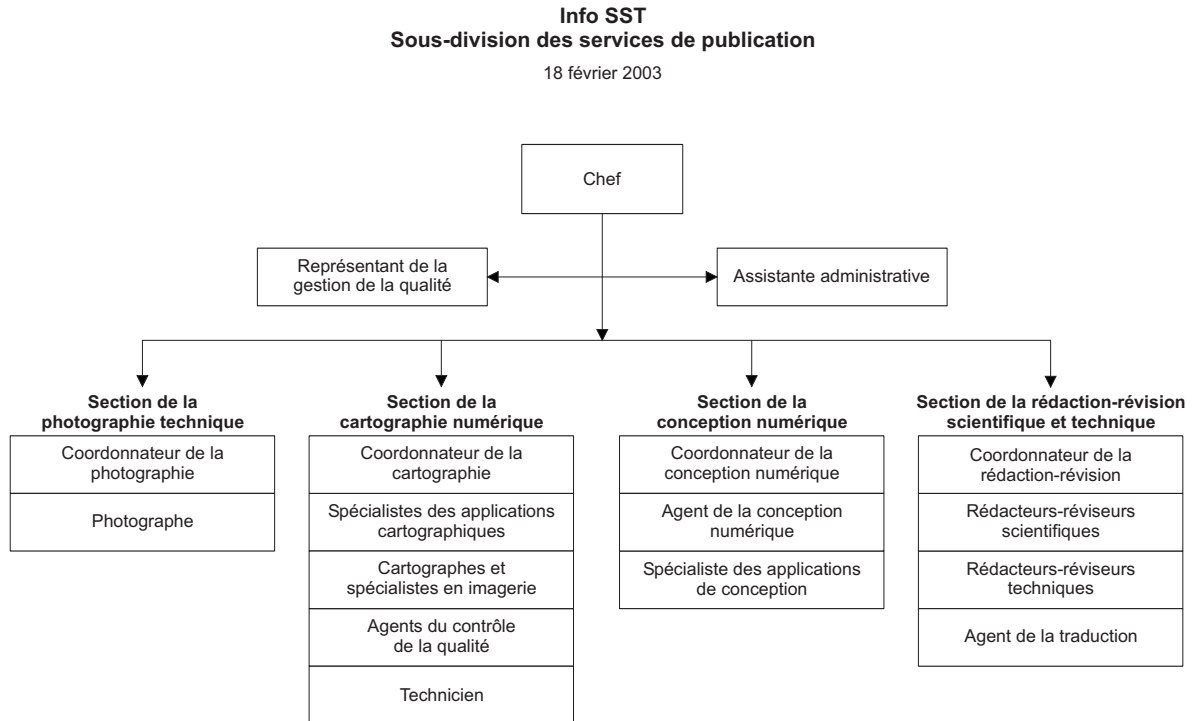 Info SST
Sous-division des services de publication
18 février 2003
Chef
Représentant de la
gestion de la qualité
Assistante administrative
Section de la
photographie technique
Coordonnateur de la
photographie
Photographe
Section de la
cartographie numérique
Coordonnateur de la
cartographie
Spécialistes des applications
cartographiques
Cartographes et
spécialistes en imagerie
Agents du contrôle
de la qualité
Technicien
Section de la
conception numérique
Coordonnateur de la
conception numérique
Agent de la conception
numérique
Spécialiste des applications
de conception
Section de la rédaction-révision
scientifique et technique
Coordonnateur de la
rédaction-révision
Rédacteurs-réviseurs
scientifiques
Rédacteurs-réviseurs
techniques
Agent de la traduction